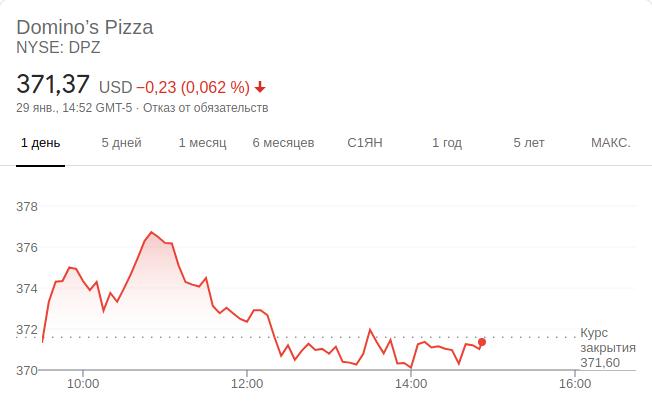 Domino's Pizza
NYSE: DPZ
371,37 USD −0,23 (0,062 %)
29 янв., 14:52 GMT-5 · Отказ от обязательств
1 день 5 дней 1 месяц 6 месяцев С1ЯН 1 год 5 лет МАКС.
378
376
374
372
370
Курс
закрытия
371,60
10:00 12:00 14:00 16:00